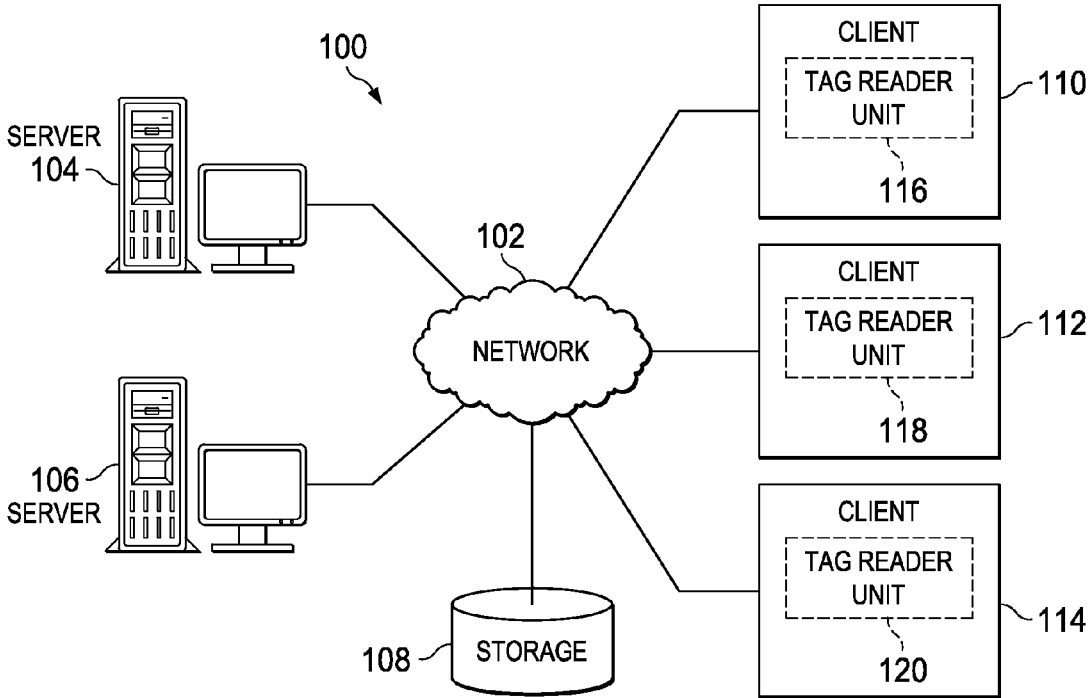 100
SERVER
104
102
NETWORK
106
SERVER
108
STORAGE
CLIENT
TAG READER
UNIT
110
116
CLIENT
TAG READER
UNIT
112
118
CLIENT
TAG READER
UNIT
114
120